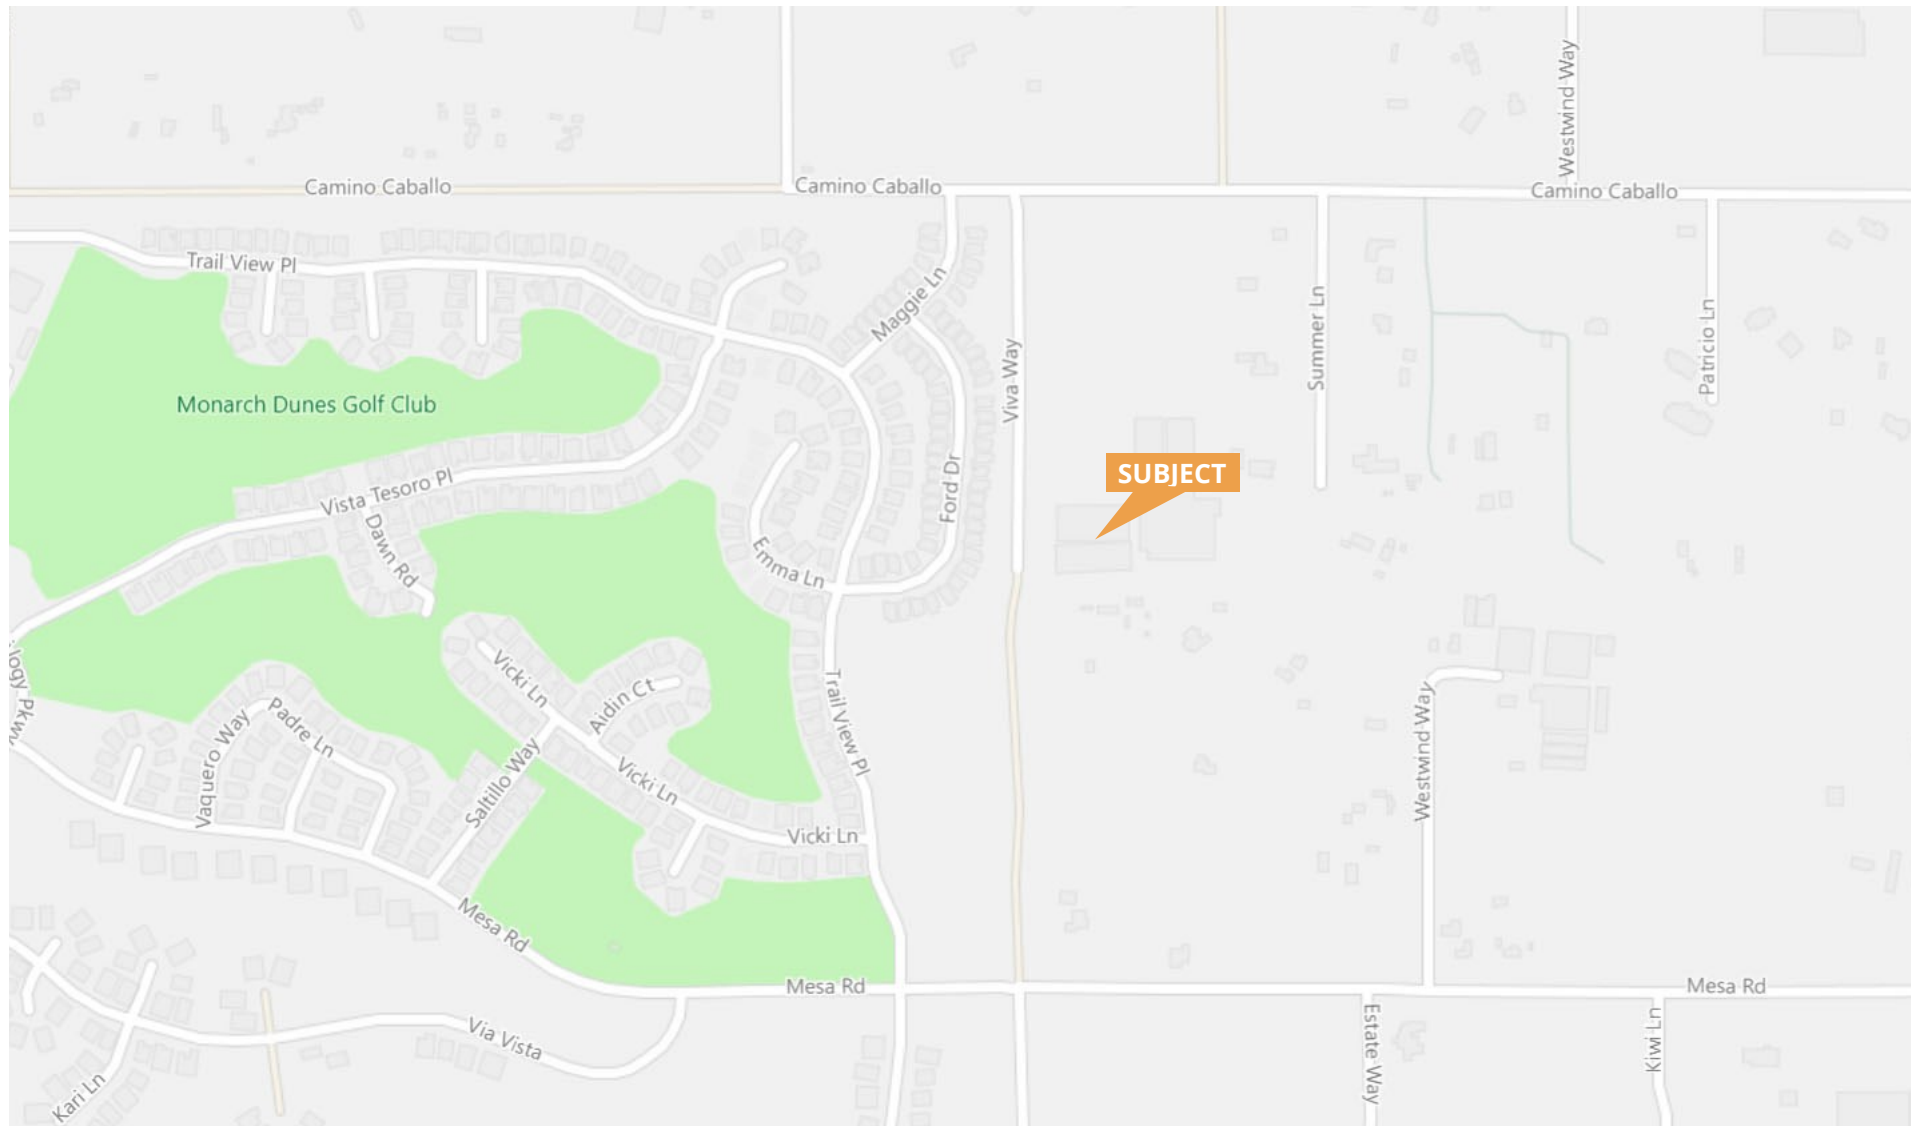 Westwind Way
Camino Caballo
Camino Caballo
Camino Caballo
Trail View Pl
Maggie Ln
Summer Ln
Patricio Ln
Viva Way
Monarch Dunes Golf Club
SUBJECT
Vista Tesoro Pl
Ford Dr
Dawn Rd
Emma Ln
Vicki Ln
Aidin Ct
Trail View Pl
Padre Ln
Vaquero Way
Saltillo Way
Vicki Ln
Westwind Way
Vicki Ln
Mesa Rd
Mesa Rd
Mesa Rd
Via Vista
Estate Way
Kiwi Ln
Kari Ln